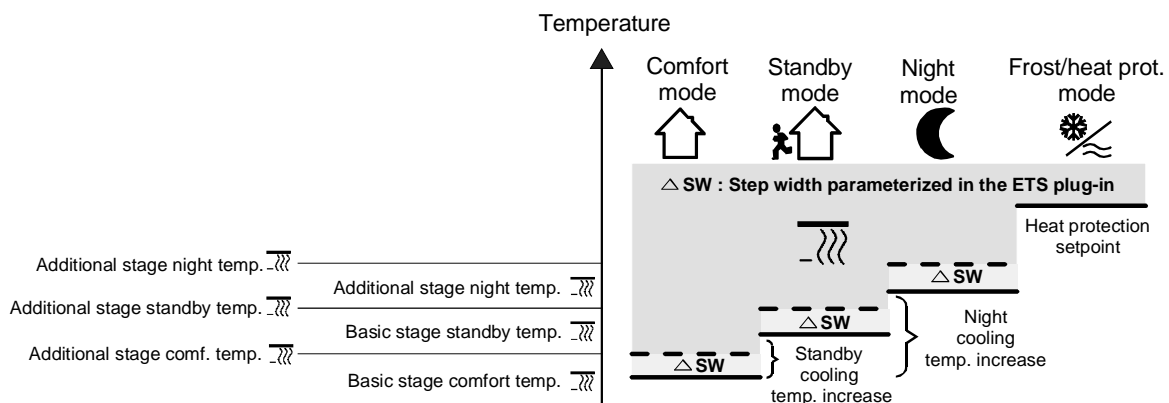 Temperature
Comfort
mode
Standby
mode
Night
mode
Frost/heat prot.
mode
△ SW : Step width parameterized in the ETS plug-in
Heat protection
setpoint
Additional stage night temp.
△ SW
Additional stage night temp.
Additional stage standby temp.
△ SW
Night
cooling
temp. increase
Basic stage standby temp.
Additional stage comf. temp.
Standby
cooling
temp. increase
△ SW
Basic stage comfort temp.